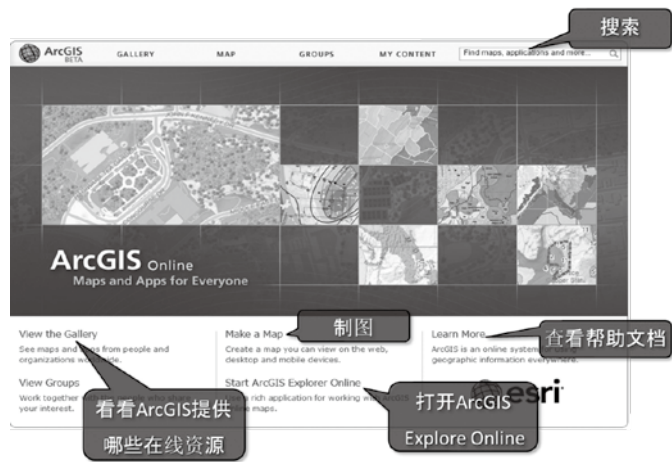 搜索
ArcGIS
BETA
GALLERY
MAP
GROUPS
MY CONTENT
Find maps, applications and more...
ArcGIS Online
Maps and Apps for Everyone
View the Gallery
See maps and from people and
organizations
View Groups
Work together
your interest.
看看ArcGIS提供
哪些在线资源
Make a Map
制图
Create a map you can view on the web,
desktop and mobile devices.
Start ArcGIS Explorer Online
rich application for working
maps.
打开ArcGIS
Explore Online
Learn More
查看帮助文档
ArcGIS is an online system
geographic information everywhere.
esri